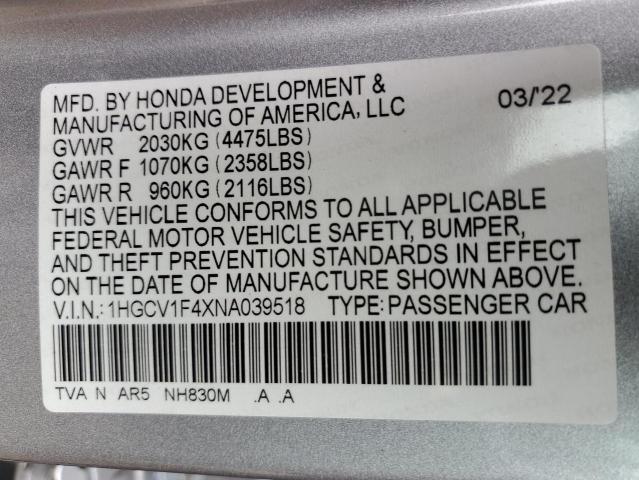 MFD. BY HONDA DEVELOPMENT & 03/'22
MANUFACTURING OF AMERICA, LLC
GVWR 2030KG (4475LBS)
GAWR F 1070KG (2358LBS)
GAWR R 960KG (2116LBS)
THIS VEHICLE CONFORMS TO ALL APPLICABLE
FEDERAL MOTOR VEHICLE SAFETY, BUMPER,
AND THEFT PREVENTION STANDARDS IN EFFECT
ON THE DATE OF MANUFACTURE SHOWN ABOVE.
V.I.N.: 1HGCV1F4XNA039518 TYPE: PASSENGER CAR
TVA N AR5 NH830M .A .A